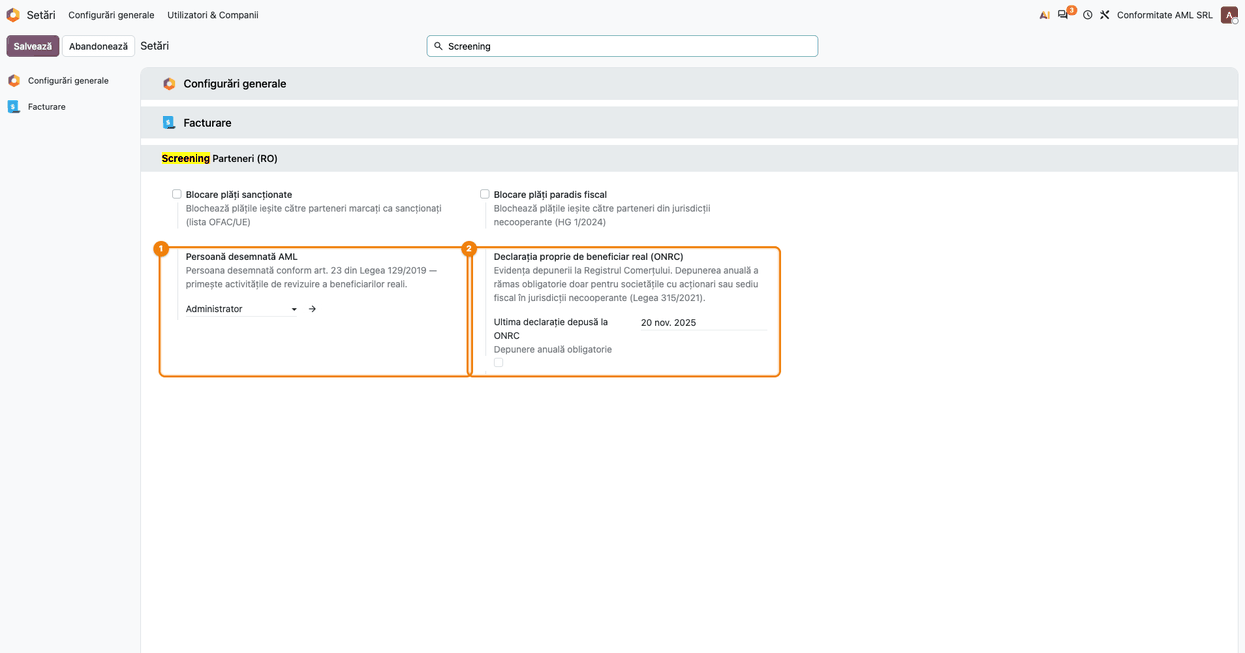 Setări Configurări generale Utilizatori & Companii AI 3 Conformitate AML SRL A
Salvează Abandonează Setări Screening
Configurări generale
Facturare
Configurări generale
Facturare
Screening Parteneri (RO)
Blocare plăți sancționate
Blochează plățile ieșite către parteneri marcați ca sancționați
(lista OFAC/UE)
Blocare plăți paradis fiscal
Blochează plățile ieșite către parteneri din jurisdicții
necooperante (HG 1/2024)
1
Persoană desemnată AML
Persoana desemnată conform art. 23 din Legea 129/2019 —
primește activitățile de revizuire a beneficiarilor reali.
Administrator
2
Declarația proprie de beneficiar real (ONRC)
Evidența depunerii la Registrul Comerțului. Depunerea anuală a
rămas obligatorie doar pentru societățile cu acționari sau sediu
fiscal în jurisdicții necooperante (Legea 315/2021).
Ultima declarație depusă la 20 nov. 2025
ONRC
Depunere anuală obligatorie